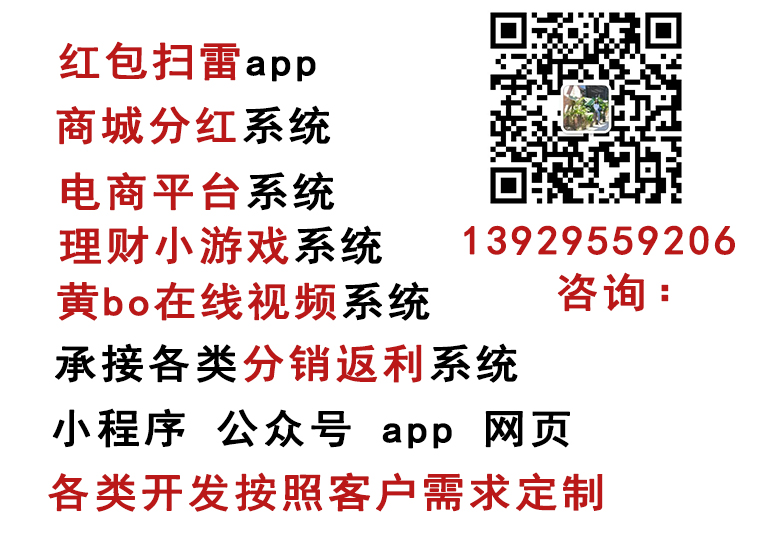 红包扫雷app
商城分红系统
电商平台系统
理财小游戏系统
黄bo在线视频系统
承接各类分销返利系统
小程序 公众号 app 网页
各类开发按照客户需求定制
13929559206
咨询：